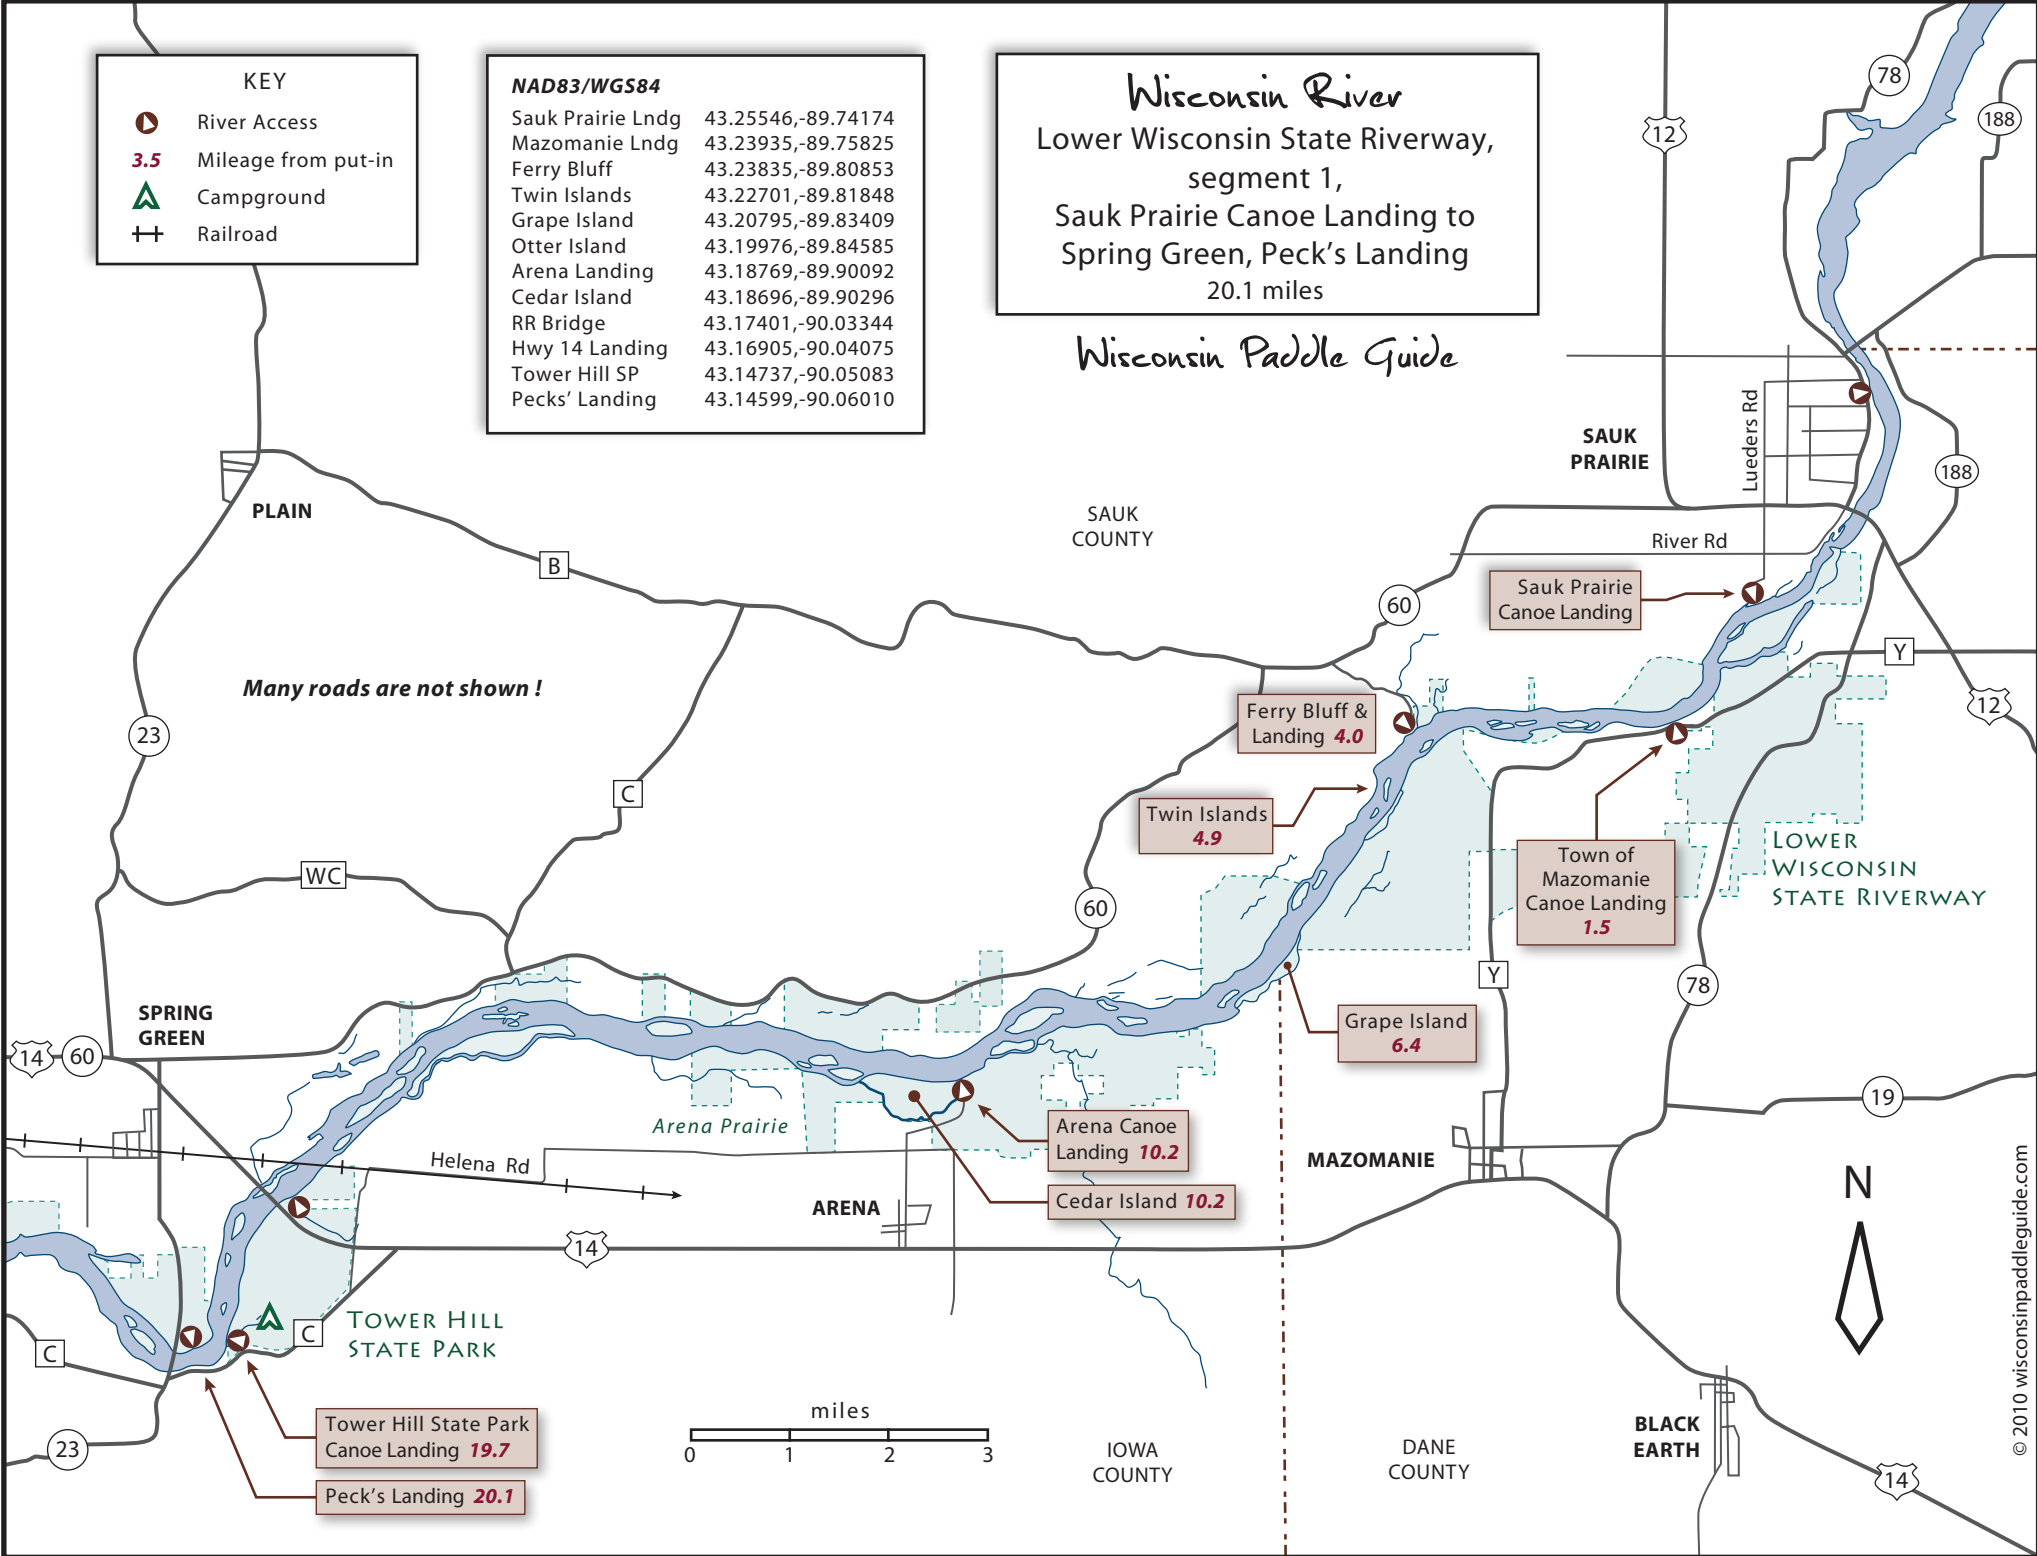 KEY
River Access
3.5 Mileage from put-in
Campground
Railroad
NAD83/WGS84
Sauk Prairie Lndg 43.25546,-89.74174
Mazomanie Lndg 43.23935,-89.75825
Ferry Bluff 43.23835,-89.80853
Twin Islands 43.22701,-89.81848
Grape Island 43.20795,-89.83409
Otter Island 43.19976,-89.84585
Arena Landing 43.18769,-89.90092
Cedar Island 43.18696,-89.90296
RR Bridge 43.17401,-90.03344
Hwy 14 Landing 43.16905,-90.04075
Tower Hill SP 43.14737,-90.05083
Pecks' Landing 43.14599,-90.06010
Wisconsin River
Lower Wisconsin State Riverway,
segment 1,
Sauk Prairie Canoe Landing to
Spring Green, Peck's Landing
20.1 miles
Wisconsin Paddle Guide
78
188
12
Lueders Rd
SAUK
PRAIRIE
188
PLAIN
SAUK
COUNTY
River Rd
B
Sauk Prairie
Canoe Landing
60
Y
Many roads are not shown !
12
23
Ferry Bluff &
Landing 4.0
C
Twin Islands
4.9
LOWER
WISCONSIN
STATE RIVERWAY
Town of
Mazomanie
Canoe Landing
1.5
WC
60
Y
78
SPRING
GREEN
Grape Island
6.4
14
60
19
Arena Prairie
Arena Canoe
Landing 10.2
Helena Rd
MAZOMANIE
N
Cedar Island 10.2
ARENA
14
C
TOWER HILL
STATE PARK
C
miles
0 1 2 3
Tower Hill State Park
Canoe Landing 19.7
23
IOWA
COUNTY
DANE
COUNTY
BLACK
EARTH
14
Peck's Landing 20.1
© 2010 wisconsinpaddleguide.com